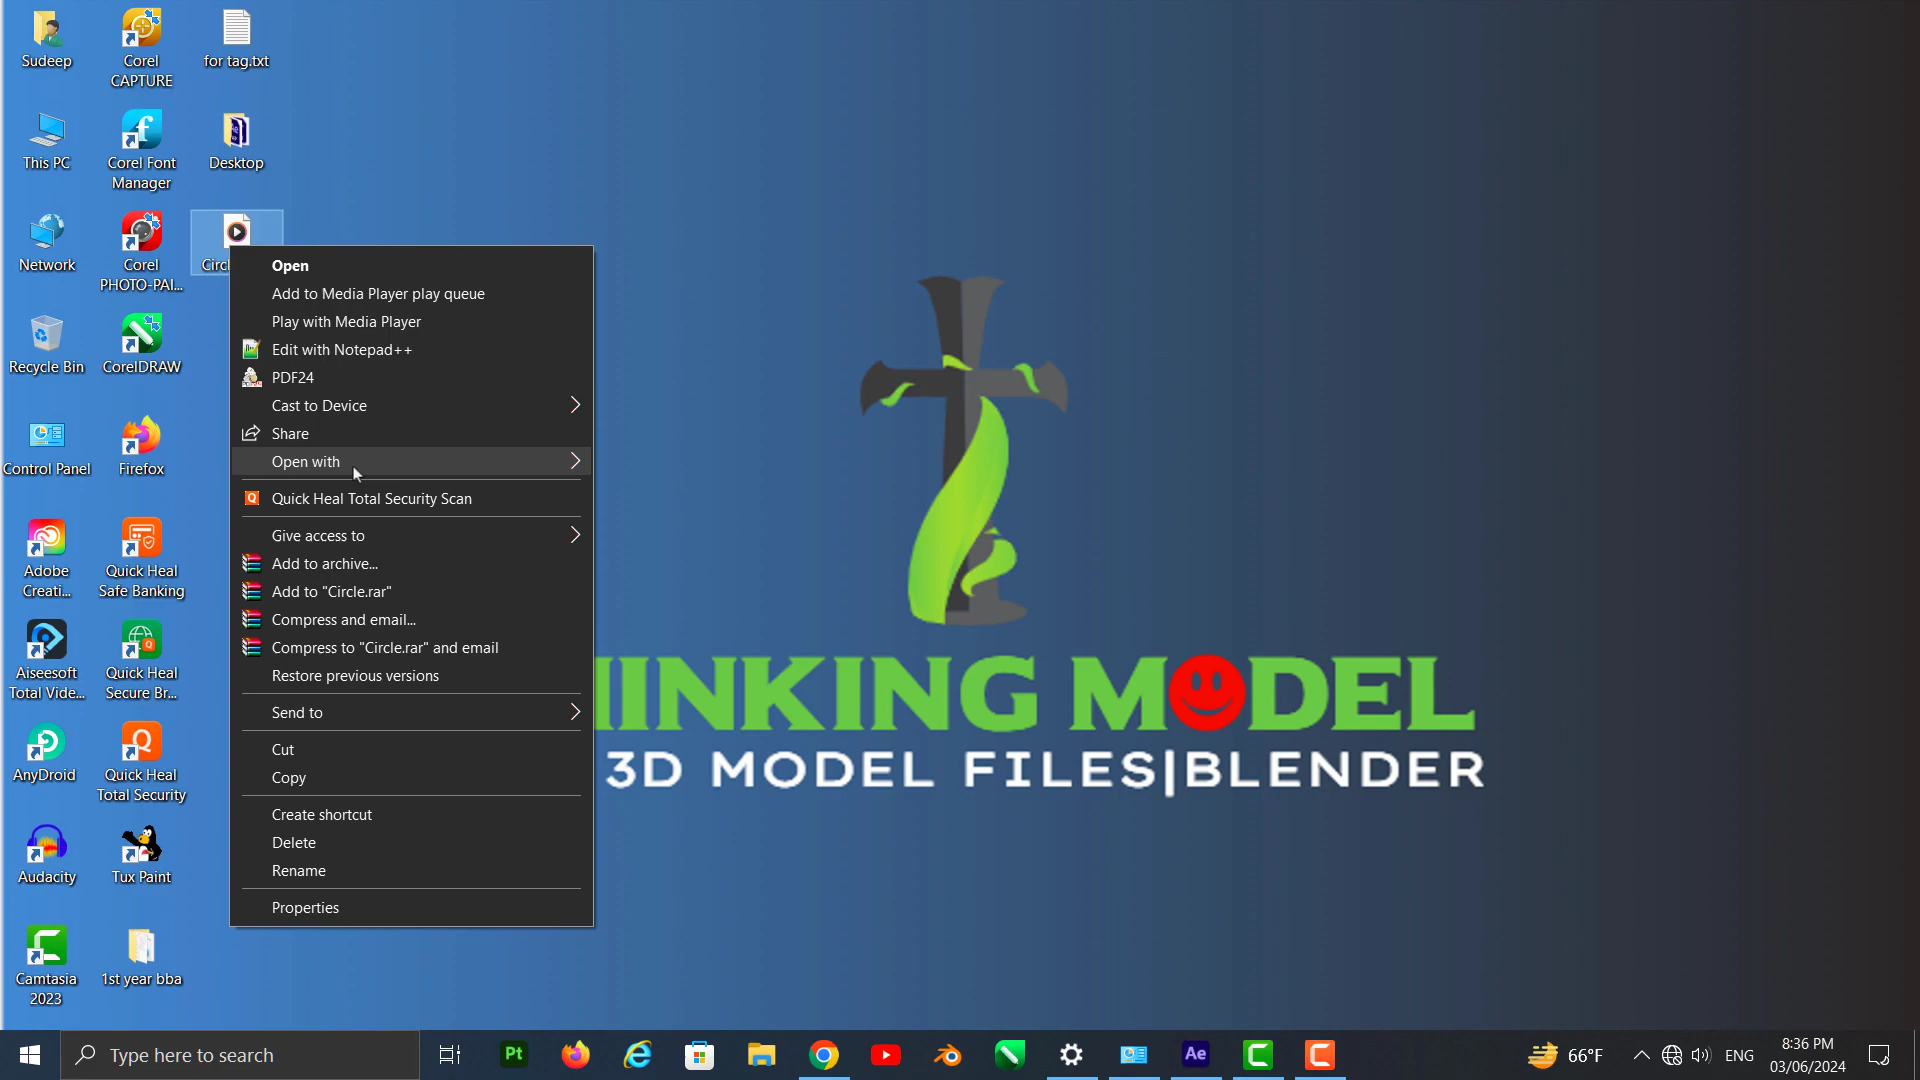 Sudeep
Corel
CAPTURE
for tag.txt
This PC
Corel Font
Manager
Desktop
Network
Corel
PHOTO-PAI...
Recycle Bin
CorelDRAW
Control Panel
Firefox
Adobe
Creati...
Quick Heal
Safe Banking
Aiseesoft
Total Vide...
Quick Heal
Secure Br...
AnyDroid
Quick Heal
Total Security
Audacity
Tux Paint
Camtasia
2023
1st year bba
Open
Add to Media Player play queue
Play with Media Player
Edit with Notepad++
PDF24
Cast to Device
Share
Open with
Quick Heal Total Security Scan
Give access to
Add to archive...
Add to "Circle.rar"
Compress and email...
Compress to "Circle.rar" and email
Restore previous versions
Send to
Cut
Copy
Create shortcut
Delete
Rename
Properties
INKING MODEL
3D MODEL FILES|BLENDER
Type here to search
Pt
Ae
66°F
ENG
8:36 PM
03/06/2024